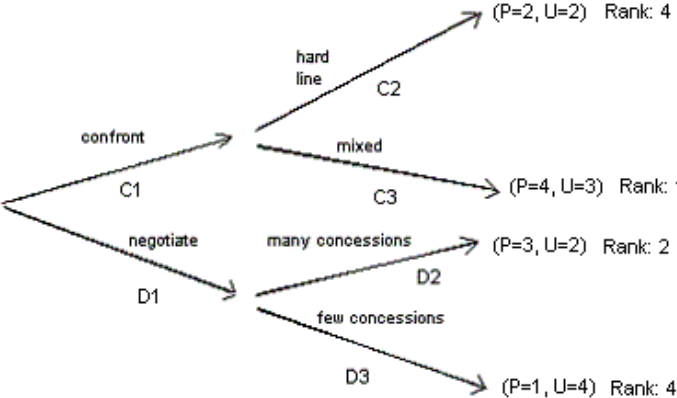 (P=2, U=2) Rank: 4
hard
line
C2
confront
mixed
C1
C3
(P=4, U=3) Rank:
negotiate
many concessions
(P=3, U=2) Rank: 2
D1
D2
few concessions
D3
(P=1, U=4) Rank: 4